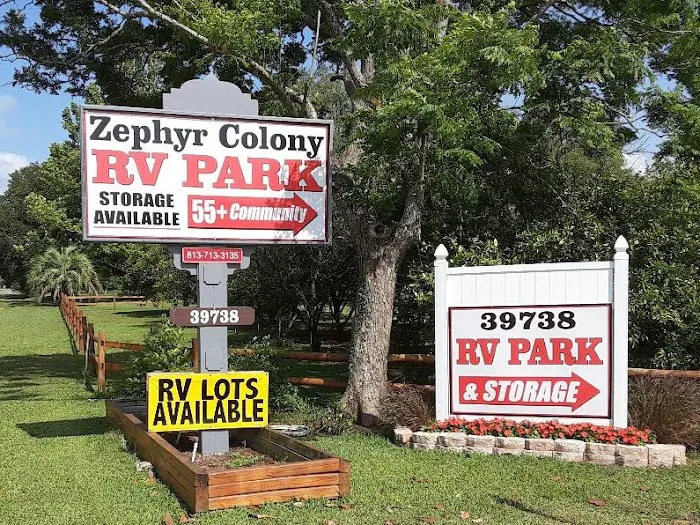 Zephyr Colony
RV PARK
STORAGE
AVAILABLE
55+ Community
813-713-3135
39738
RV LOTS
AVAILABLE
39738
RV PARK
& STORAGE